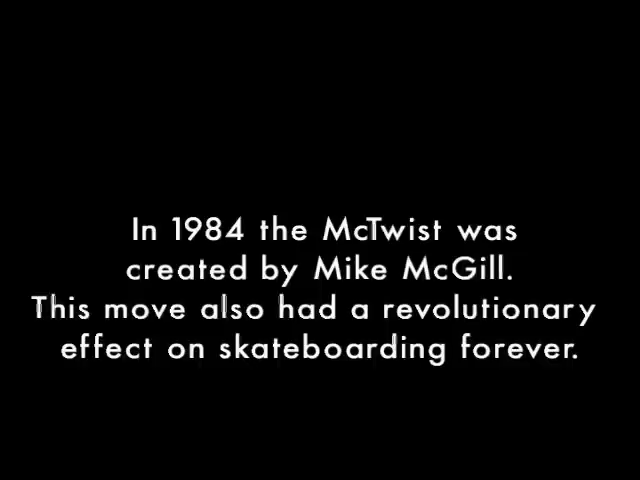 In 1984 the McTwist was
created by Mike McGill.
This move also had a revolutionary
effect on skateboarding forever.